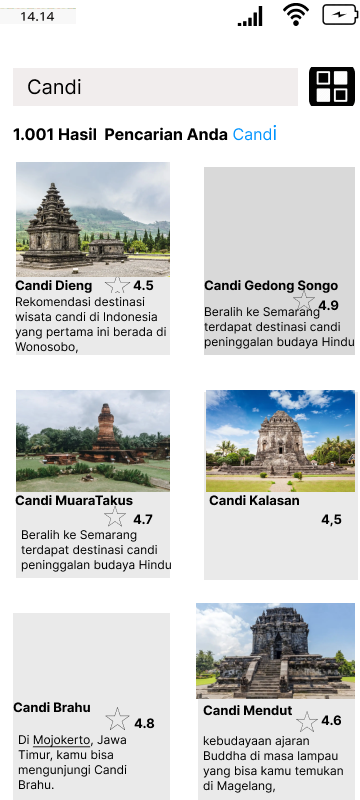 14.14
Candi
1.001 Hasil  Pencarian Anda Candi
Candi Dieng 4.5
Rekomendasi destinasi
wisata candi di Indonesia
yang pertama ini berada di
Wonosobo,
Candi Gedong Songo
4.9
Beralih ke Semarang
terdapat destinasi candi
peninggalan budaya Hindu
Candi MuaraTakus
4.7
Beralih ke Semarang
terdapat destinasi candi
peninggalan budaya Hindu
Candi Kalasan
4,5
Candi Brahu
4.8
Di Mojokerto, Jawa
Timur, kamu bisa
mengunjungi Candi
Brahu.
Candi Mendut
4.6
kebudayaan ajaran
Buddha di masa lampau
yang bisa kamu temukan
di Magelang,